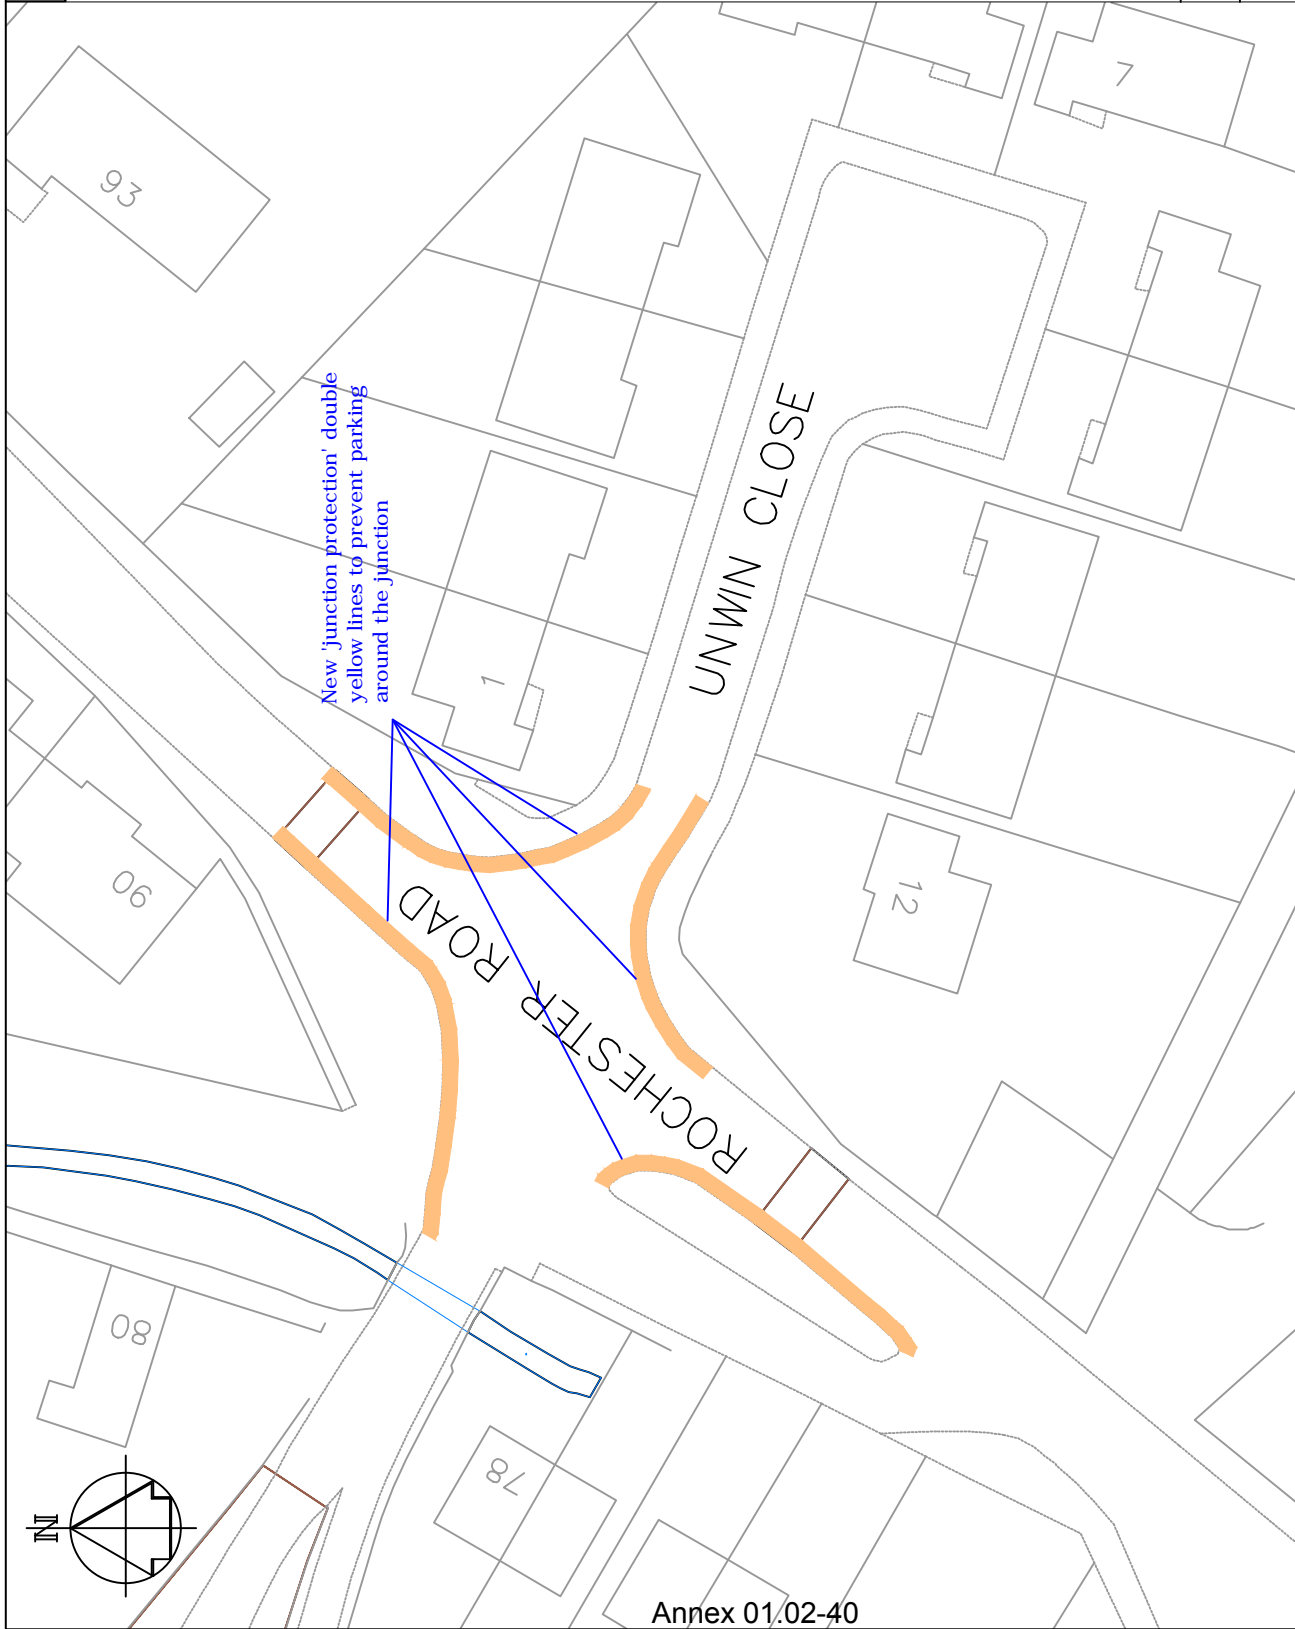 93
7
New 'junction protection' double
yellow lines to prevent parking
around the junction
UNWIN CLOSE
1
90
ROCHESTER ROAD
12
80
78
N
Annex 01.02-40